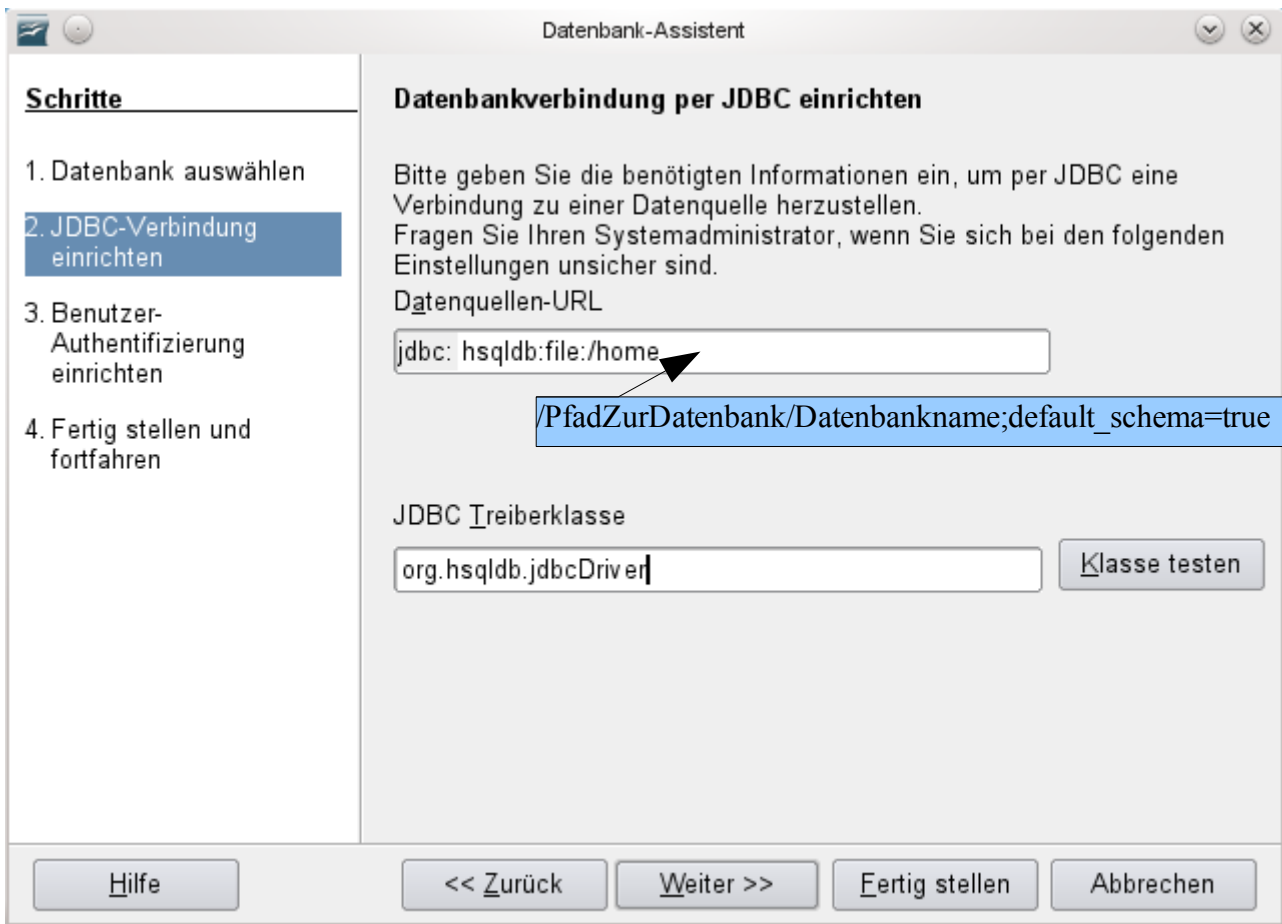 Datenbank-Assistent
Schritte
1. Datenbank auswählen
2. JDBC-Verbindung
einrichten
3. Benutzer-
Authentifizierung
einrichten
4. Fertig stellen und
fortfahren
Datenbankverbindung per JDBC einrichten
Bitte geben Sie die benötigten Informationen ein, um per JDBC eine
Verbindung zu einer Datenquelle herzustellen.
Fragen Sie Ihren Systemadministrator, wenn Sie sich bei den folgenden
Einstellungen unsicher sind.
Datenquellen-URL
jdbc: hsqldb:file:/home
/PfadZurDatenbank/Datenbankname;default_schema=true
JDBC Treiberklasse
org.hsqldb.jdbcDriver
Klasse testen
Hilfe
<< Zurück
Weiter >>
Fertig stellen
Abbrechen